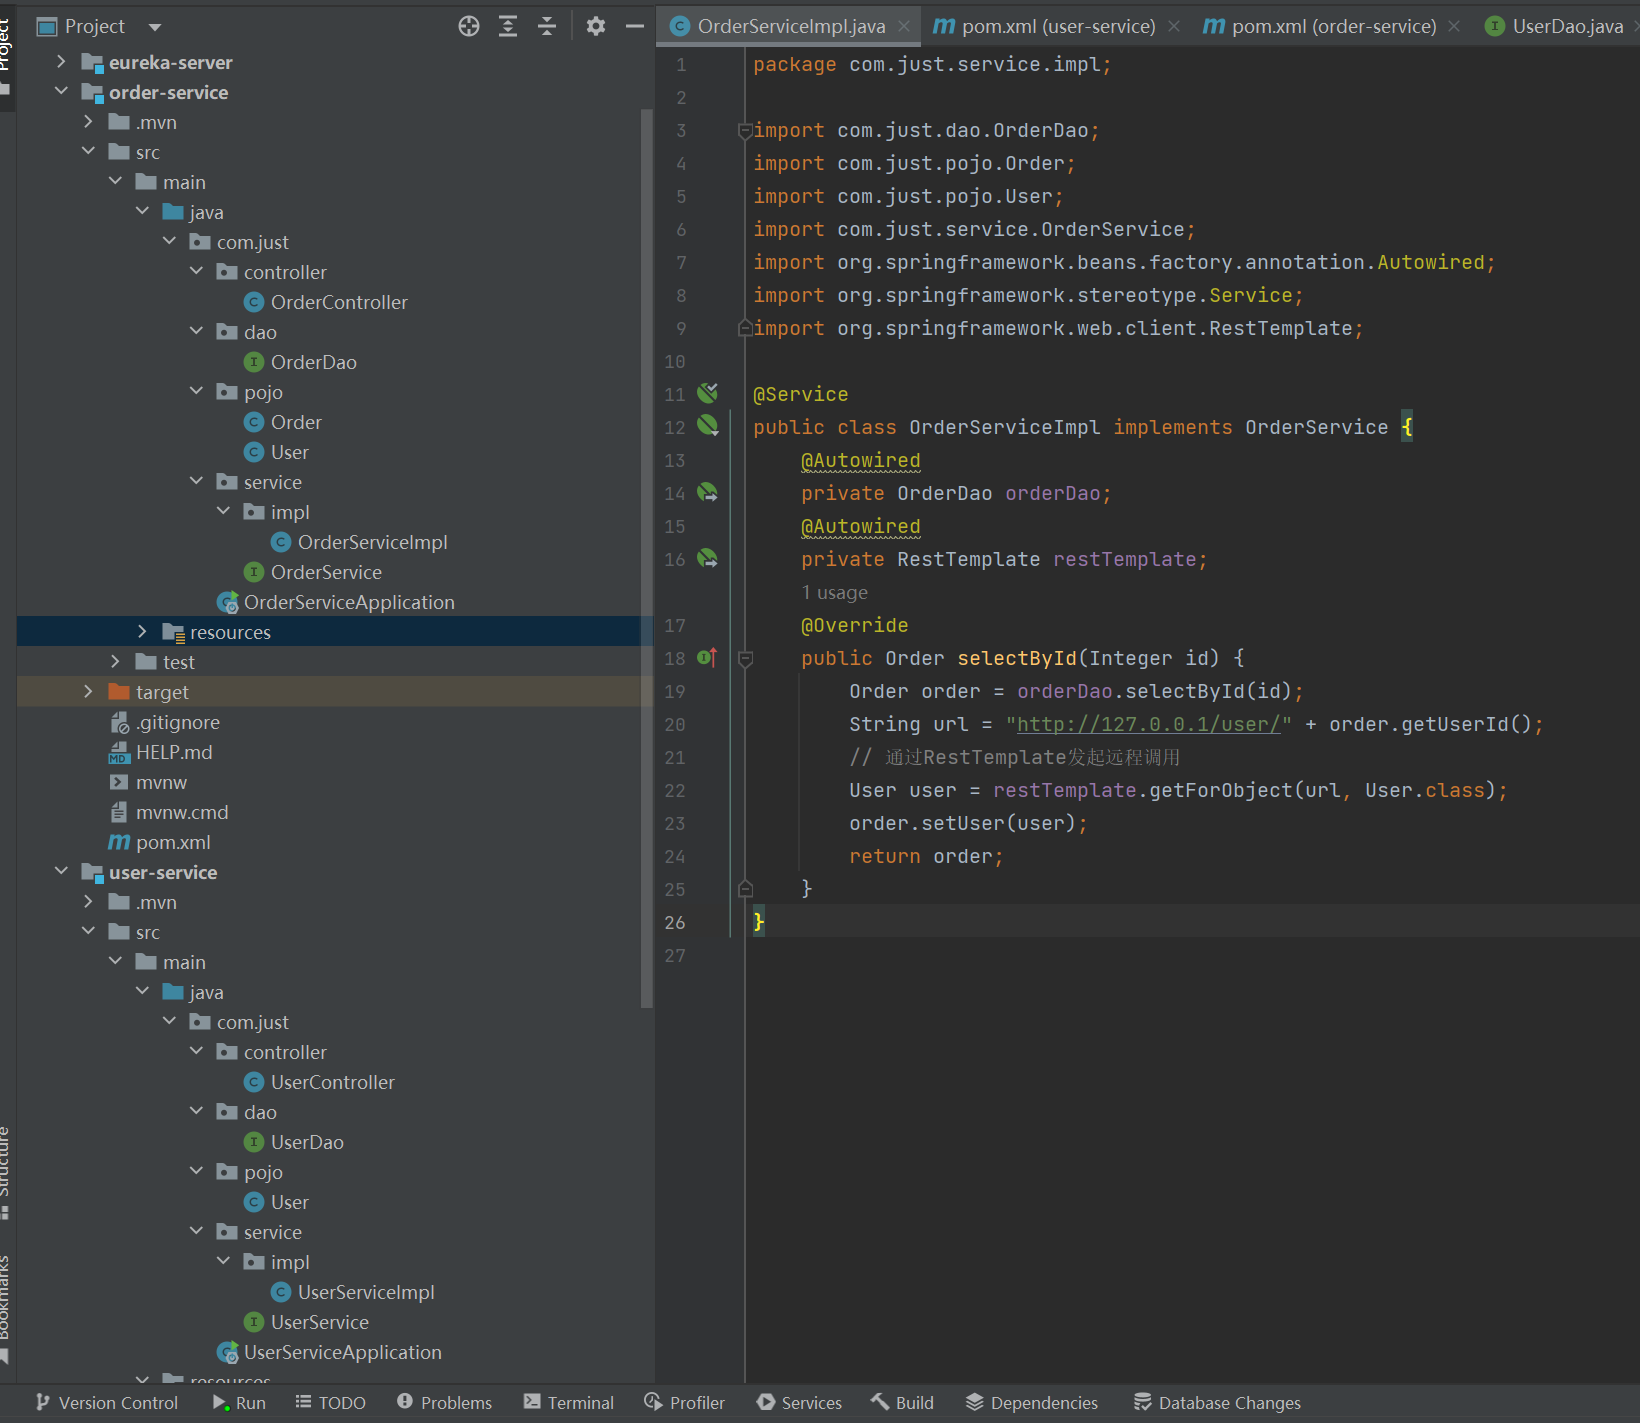 Project
OrderServiceImpl.java
pom.xml (user-service)
pom.xml (order-service)
UserDao.java
Project
eureka-server
order-service
.mvn
src
main
java
com.just
controller
OrderController
dao
OrderDao
pojo
Order
User
service
impl
OrderServiceImpl
OrderService
OrderServiceApplication
resources
test
target
.gitignore
HELP.md
mvnw
mvnw.cmd
pom.xml
user-service
.mvn
src
main
java
com.just
controller
UserController
dao
UserDao
pojo
User
service
impl
UserServiceImpl
UserService
UserServiceApplication
resources
Structure
Bookmarks
1 package com.just.service.impl;
2
3 import com.just.dao.OrderDao;
4 import com.just.pojo.Order;
5 import com.just.pojo.User;
6 import com.just.service.OrderService;
7 import org.springframework.beans.factory.annotation.Autowired;
8 import org.springframework.stereotype.Service;
9 import org.springframework.web.client.RestTemplate;
10
11 @Service
12 public class OrderServiceImpl implements OrderService {
13 @Autowired
14 private OrderDao orderDao;
15 @Autowired
16 private RestTemplate restTemplate;
1 usage
17 @Override
18 public Order selectById(Integer id) {
19 Order order = orderDao.selectById(id);
20 String url = "http://127.0.0.1/user/" + order.getUserId();
21 // 通过RestTemplate发起远程调用
22 User user = restTemplate.getForObject(url, User.class);
23 order.setUser(user);
24 return order;
25 }
26 }
27
Version Control
Run
TODO
Problems
Terminal
Profiler
Services
Build
Dependencies
Database Changes